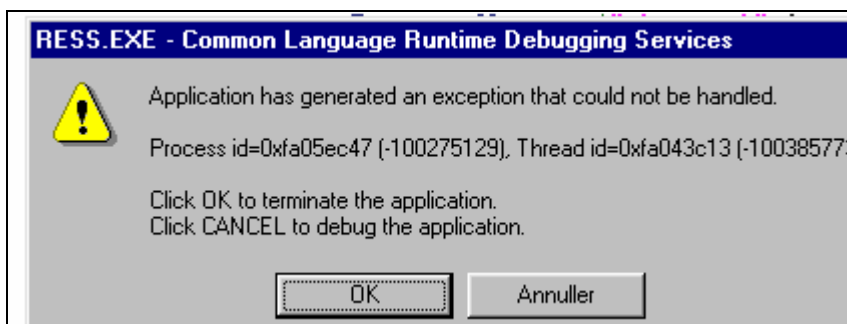 RESS.EXE - Common Language Runtime Debugging Services
Application has generated an exception that could not be handled.
Process id=0xfa05ec47 (-100275129), Thread id=0xfa043c13 (-100385773
Click OK to terminate the application.
Click CANCEL to debug the application.
OK
Annuller